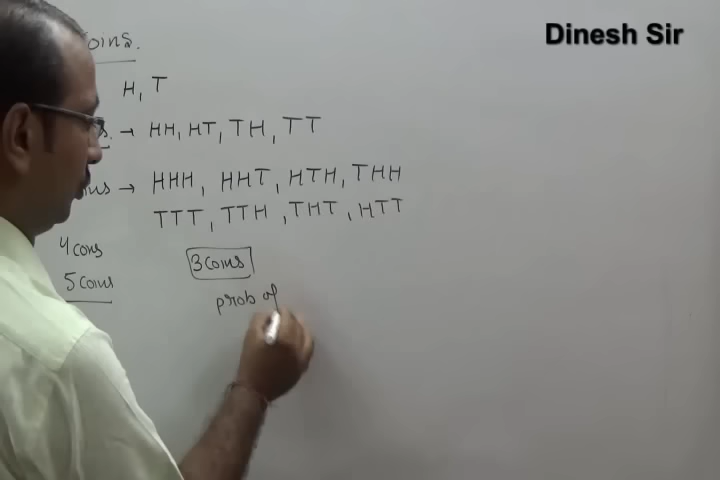 Dinesh Sir
oins.
H, T
s. → HH, HT, TH, TT
ins → HHH, HHT, HTH, THH
TTT, TTH, THT, HTT
4 coins
5 coins
3 coins
prob of